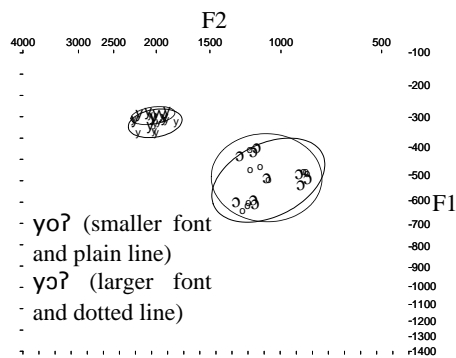 F2
4000 3000 2500 2000 1500 1000 500
-100
-200
-300
-400
-500
-600
-700
-800
-900
-1000
-1100
-1200
-1300
-1400
F1
yoʔ (smaller font
and plain line)
yɔʔ (larger font
and dotted line)